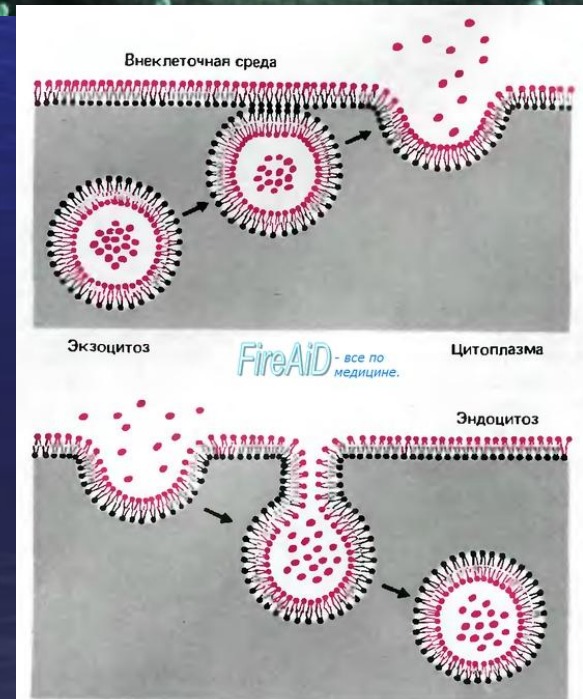 Внеклеточная среда
Экзоцитоз
FireAiD - все по
медицине.
Цитоплазма
Эндоцитоз